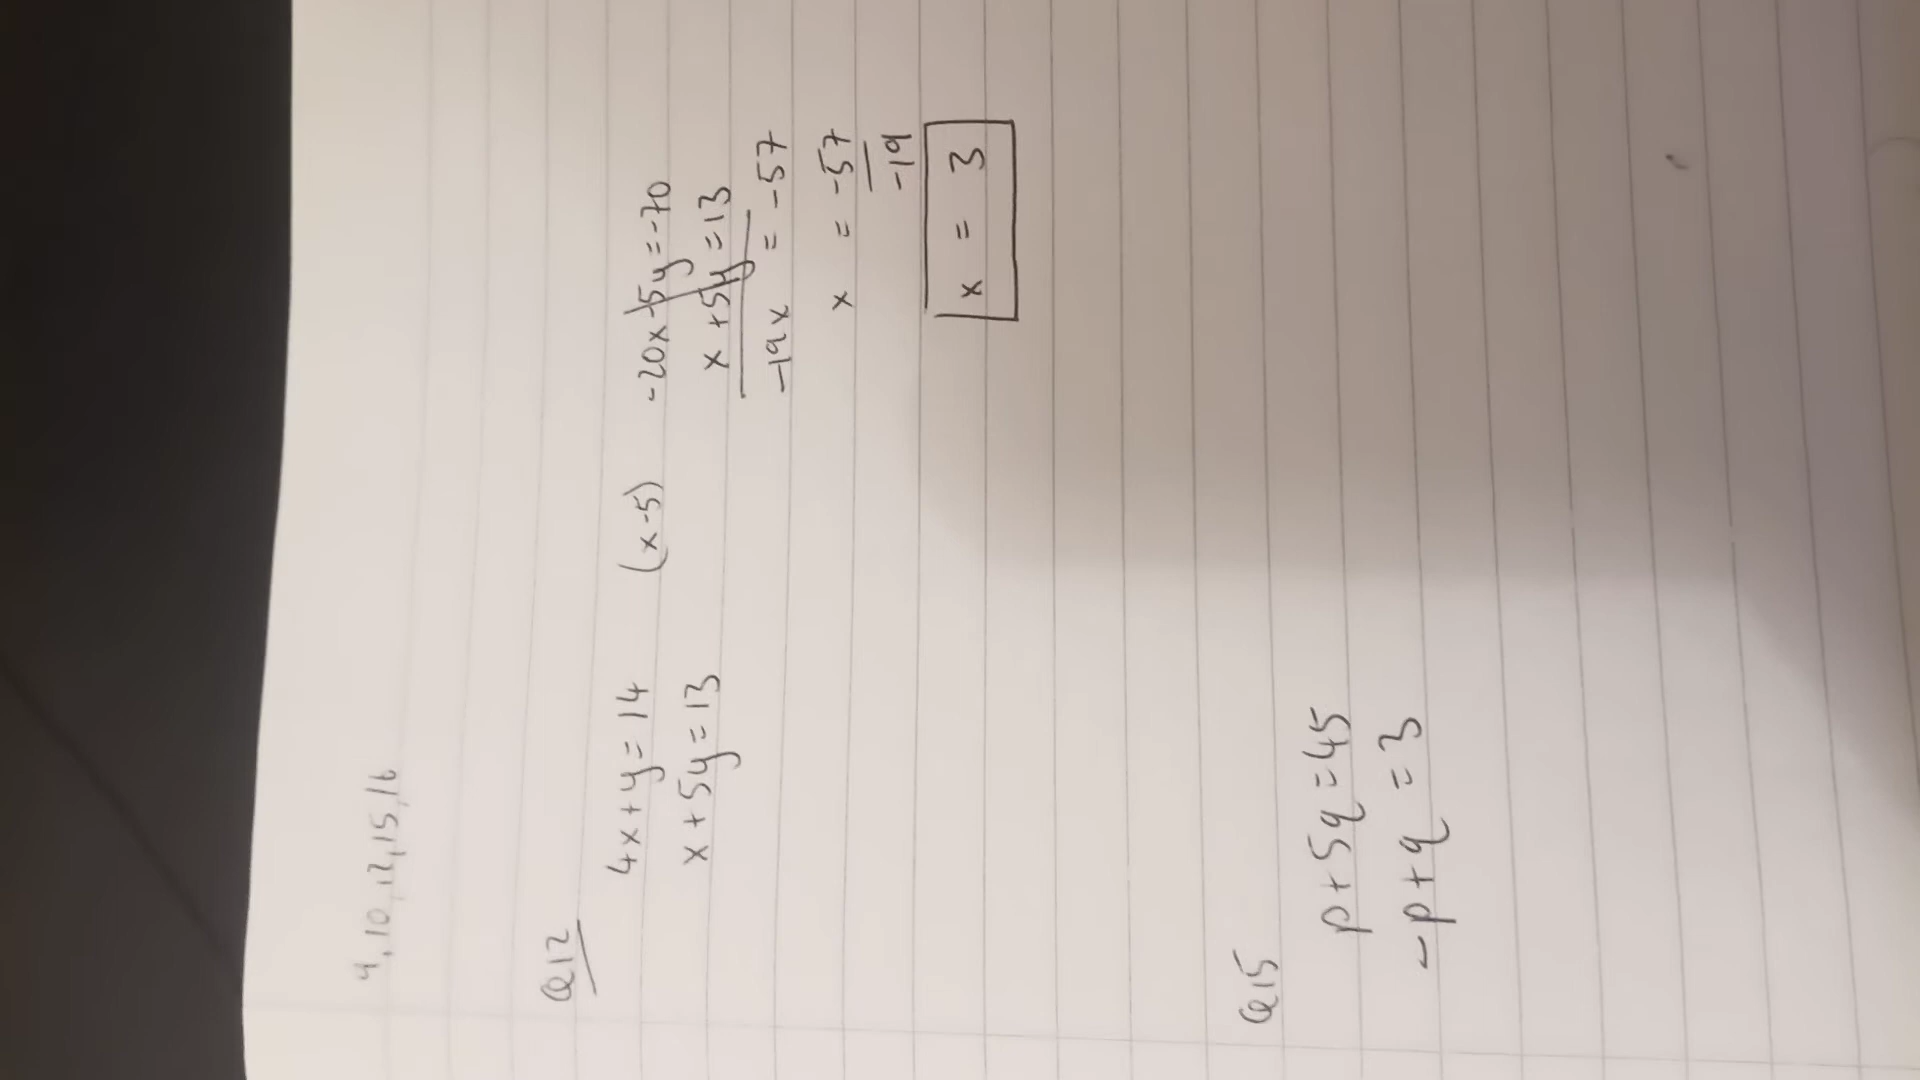 4, 10, 12, 15, 16
Q12
4x + y = 14 (x-5) -20x-5y=-70
x + 5y = 13 x +5y = 13
-19x = -57
x = -57
-19
x = 3
Q15
p + 5q = 45
-p + q = 3